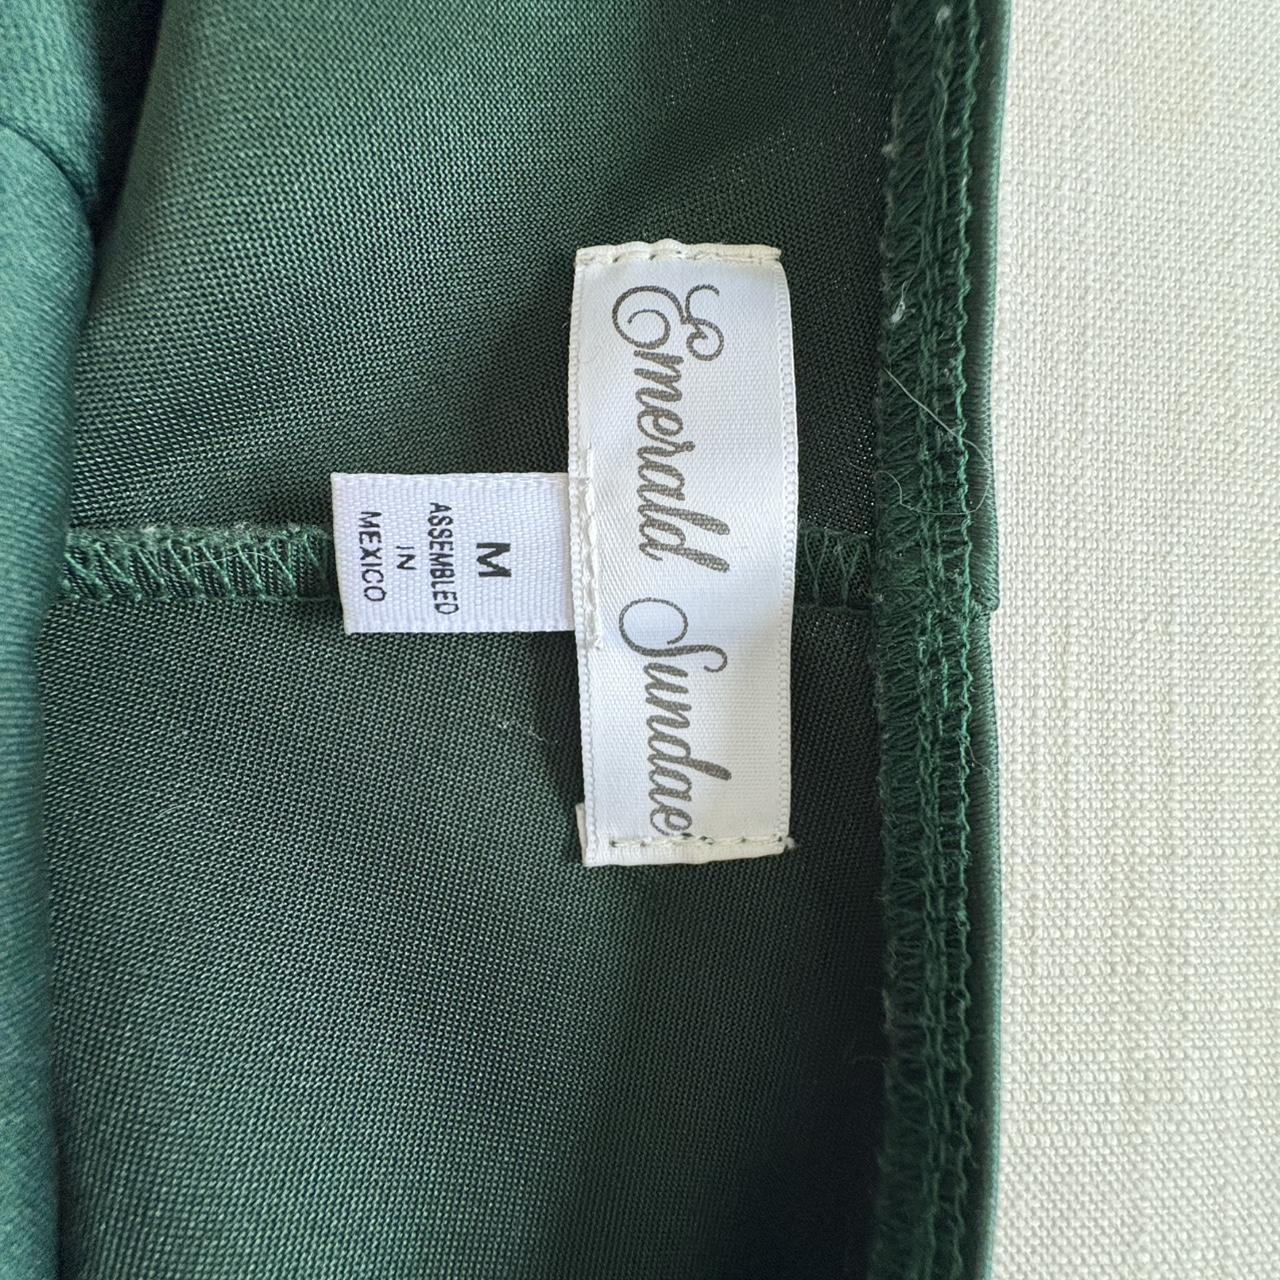 Emerald Sundae
M
ASSEMBLED
IN
MEXICO